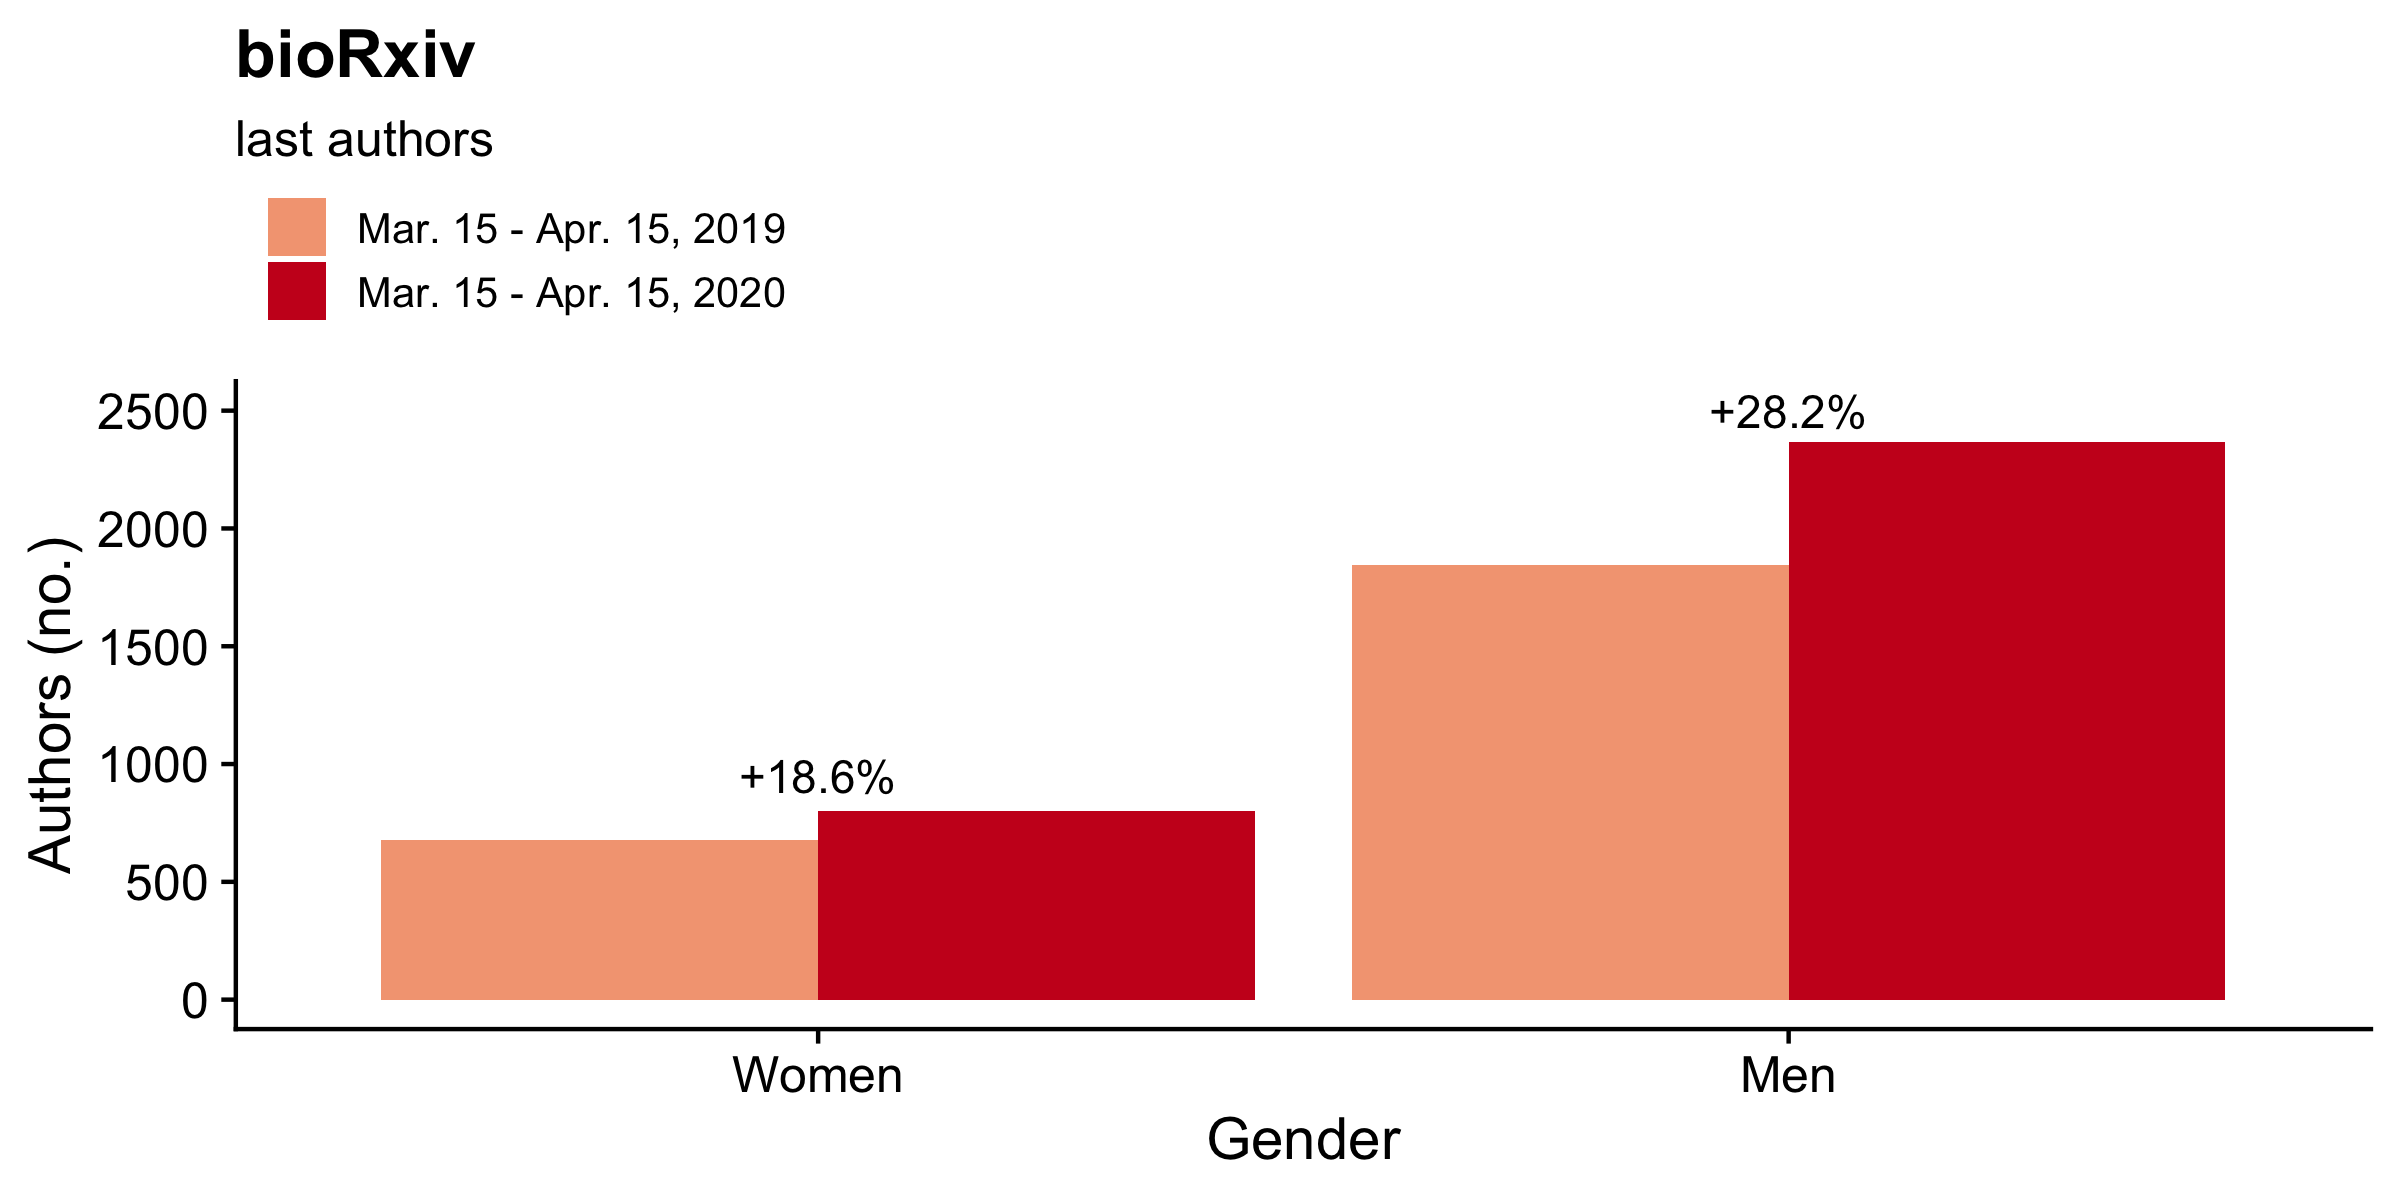 bioRxiv
last authors
Mar. 15 - Apr. 15, 2019
Mar. 15 - Apr. 15, 2020
Authors (no.)
2500
2000
1500
1000
500
0
+18.6%
+28.2%
Women
Men
Gender